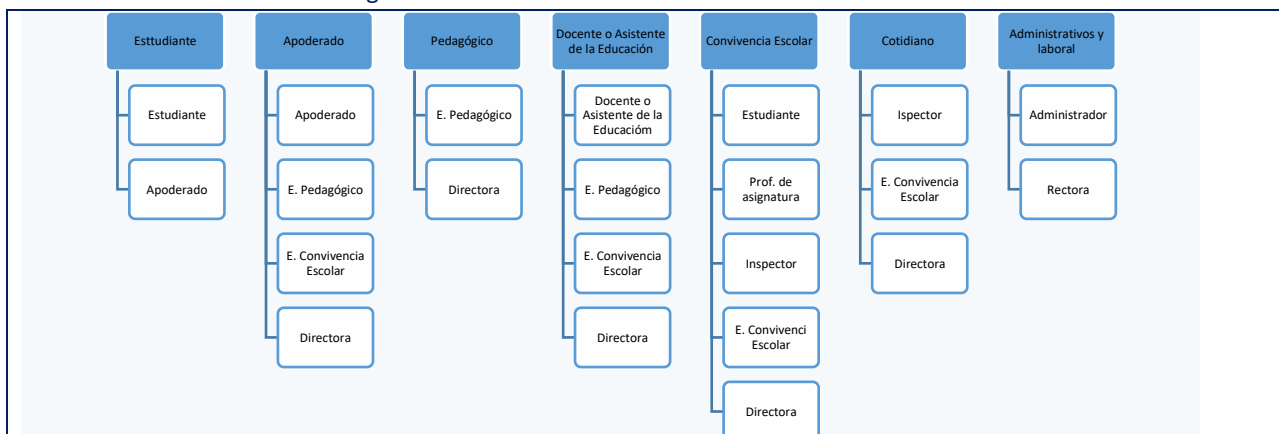 Esttudiante
Estudiante
Apoderado
Apoderado
Apoderado
E. Pedagógico
E. Convivencia
Escolar
Directora
Pedagógico
E. Pedagógico
Directora
Docente o Asistente
de la Educación
Docente o
Asistente de la
Educacióm
E. Pedagógico
E. Convivencia
Escolar
Directora
Convivencia Escolar
Estudiante
Prof. de
asignatura
Inspector
E. Convivenci
Escolar
Directora
Cotidiano
Ispector
E. Convivencia
Escolar
Directora
Administrativos y
laboral
Administrador
Rectora